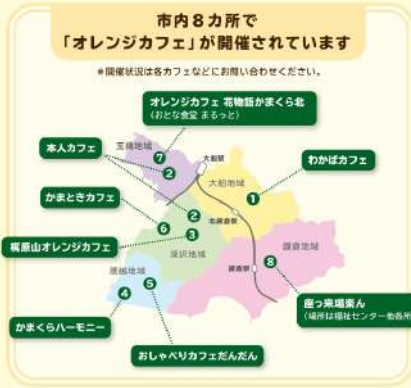 市内8カ所で
「オレンジカフェ」が開催されています
*開催状況は各カフェなどにお問い合わせください。
オレンジカフェ 花物語かまくら北
(おとな食堂 まるっと)
玉縄地域
本人カフェ
7
2
大船駅
大船地域
わかばカフェ
1
かまときカフェ
2
北鎌倉駅
6
3
梶原山オレンジカフェ
深沢地域
鎌倉地域
鎌倉駅
8
腰越地域
5
4
座っ来場楽ん
(場所は福祉センター他各所)
かまくらハーモニー
おしゃべりカフェだんだん